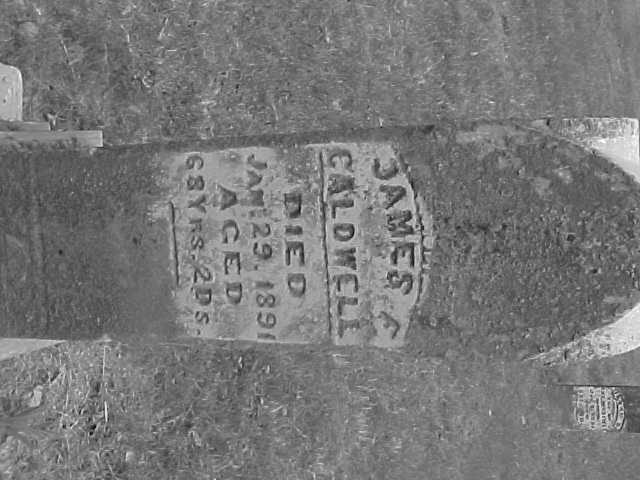 JAMES F
CALDWELL
DIED
JAN. 29. 1891
AGED
68 Yrs. 2 Ds.